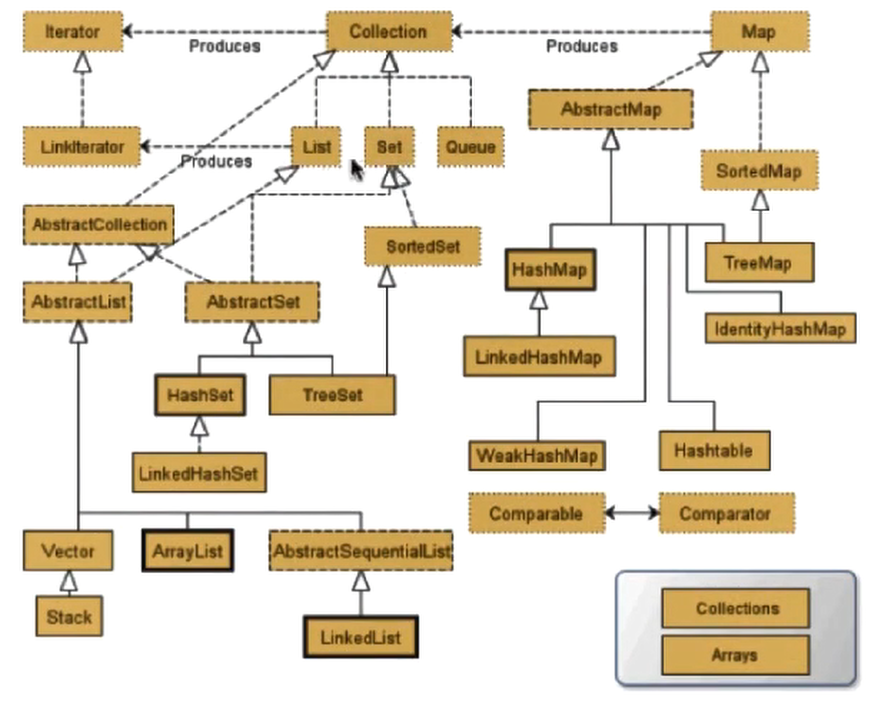 Iterator
Collection
Map
Produces
Produces
AbstractMap
LinkIterator
List
Set
Queue
Produces
SortedMap
AbstractCollection
SortedSet
HashMap
TreeMap
AbstractList
AbstractSet
IdentityHashMap
LinkedHashMap
HashSet
TreeSet
WeakHashMap
Hashtable
LinkedHashSet
Comparable
Comparator
Vector
ArrayList
AbstractSequentialList
Stack
LinkedList
Collections
Arrays